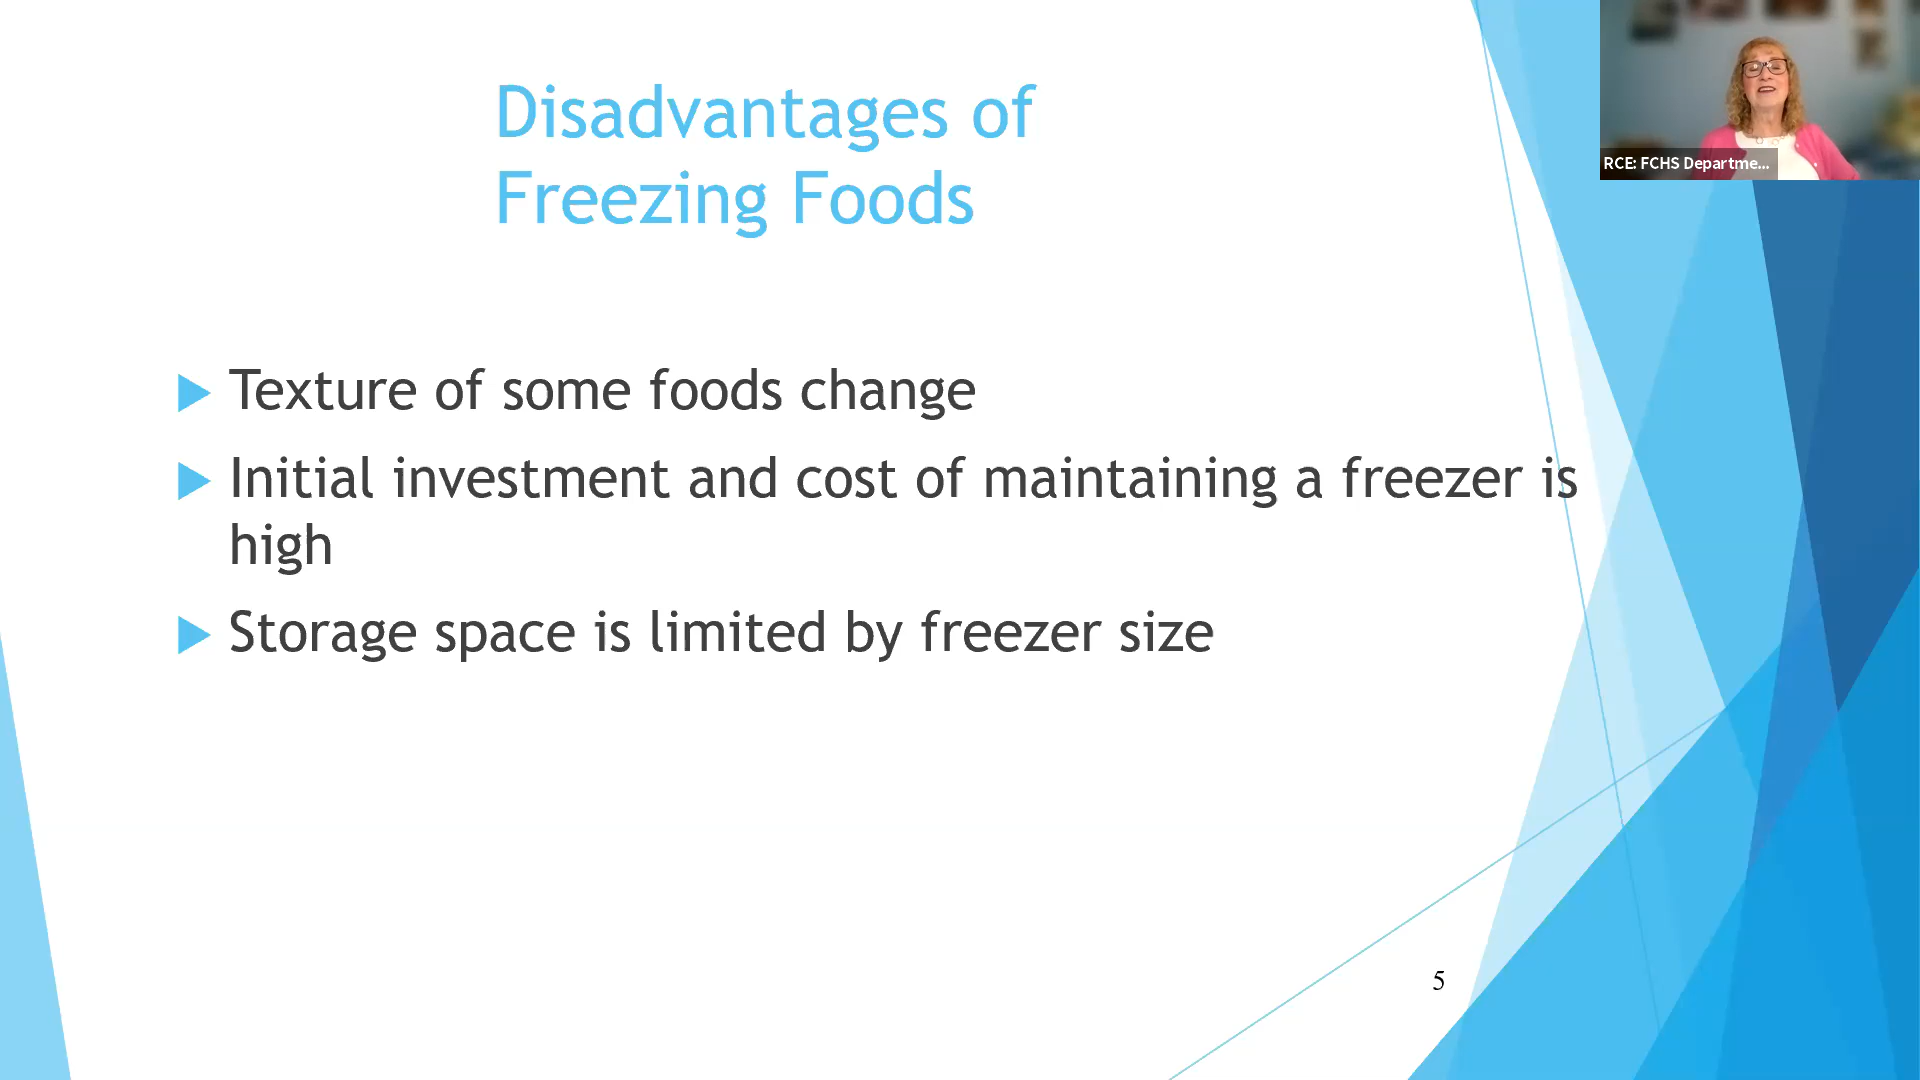 Disadvantages of
Freezing Foods
Texture of some foods change
Initial investment and cost of maintaining a freezer is
high
Storage space is limited by freezer size
5
RCE: FCHS Departme...